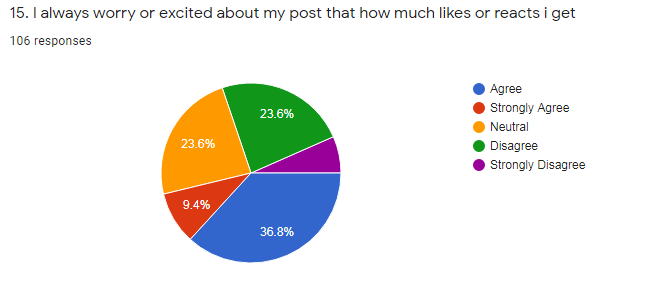 15. I always worry or excited about my post that how much likes or reacts i get
106 responses
Agree
Strongly Agree
Neutral
Disagree
Strongly Disagree
23.6%
23.6%
9.4%
36.8%